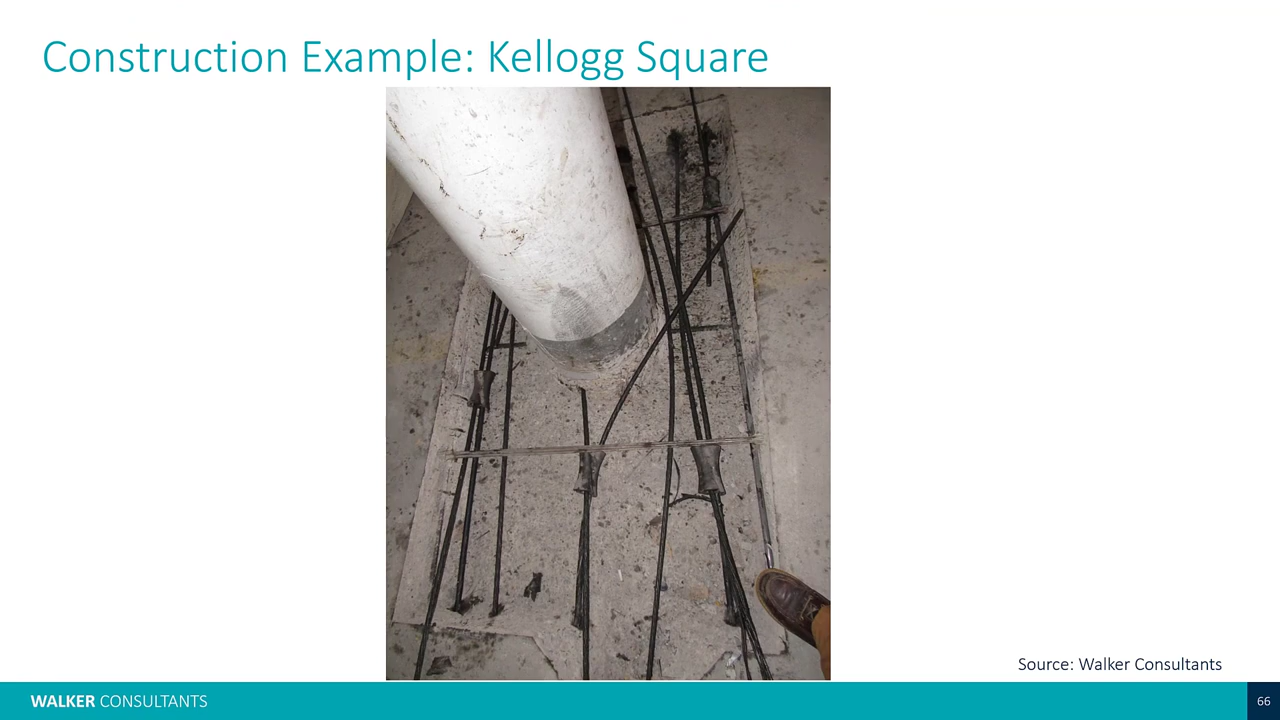 Construction Example: Kellogg Square
Source: Walker Consultants
WALKER CONSULTANTS
66